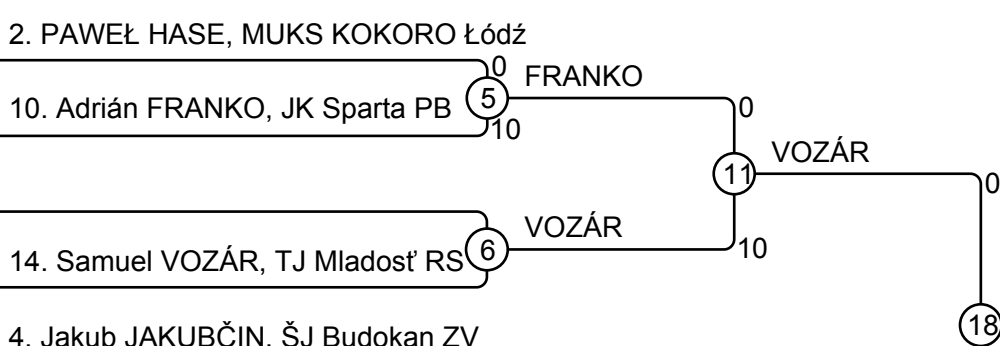 2. PAWEŁ HASE, MUKS KOKORO Łódź
0
FRANKO
5
10. Adrián FRANKO, JK Sparta PB
10
0
VOZÁR
11
0
VOZÁR
6
10
14. Samuel VOZÁR, TJ Mladosť RS
18
4. Jakub JAKUBČIN, ŠJ Budokan ZV